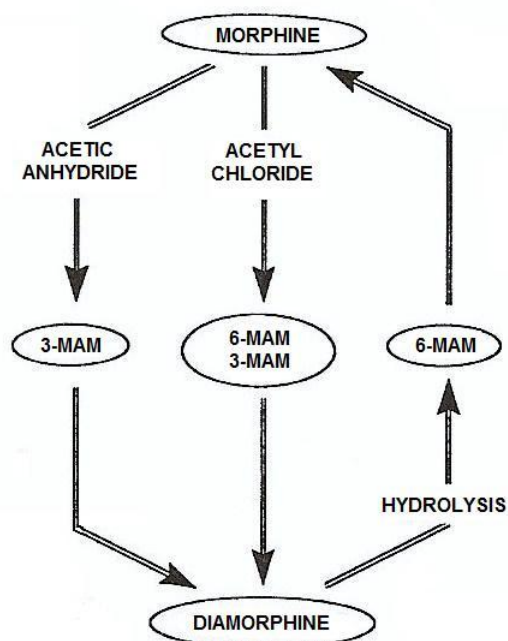 MORPHINE
ACETIC
ANHYDRIDE
ACETYL
CHLORIDE
3-MAM
6-MAM
3-MAM
6-MAM
HYDROLYSIS
DIAMORPHINE